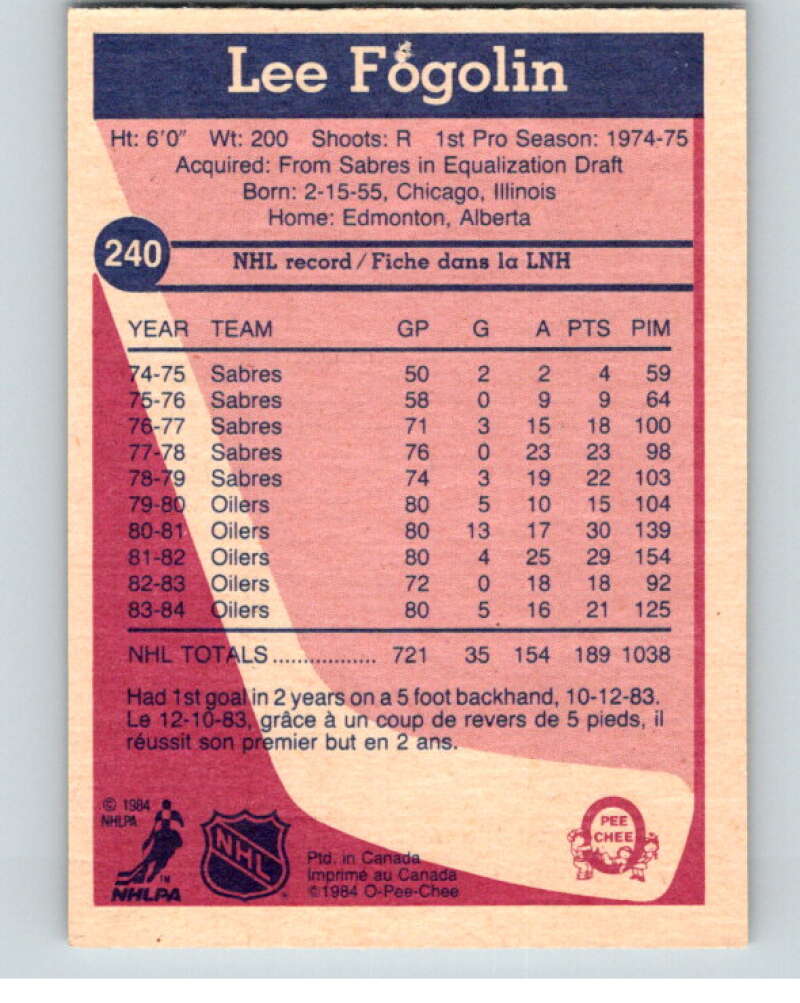 Lee Fogolin
Ht: 6'0" Wt: 200 Shoots: R 1st Pro Season: 1974-75
Acquired: From Sabres in Equalization Draft
Born: 2-15-55, Chicago, Illinois
Home: Edmonton, Alberta
240
NHL record/Fiche dans la LNH
YEAR TEAM GP G A PTS PIM
74-75 Sabres 50 2 2 4 59
75-76 Sabres 58 0 9 9 64
76-77 Sabres 71 3 15 18 100
77-78 Sabres 76 0 23 23 98
78-79 Sabres 74 3 19 22 103
79-80 Oilers 80 5 10 15 104
80-81 Oilers 80 13 17 30 139
81-82 Oilers 80 4 25 29 154
82-83 Oilers 72 0 18 18 92
83-84 Oilers 80 5 16 21 125
NHL TOTALS................. 721 35 154 189 1038
Had 1st goal in 2 years on a 5 foot backhand, 10-12-83.
Le 12-10-83, grâce à un coup de revers de 5 pieds, il
réussit son premier but en 2 ans.
© 1984
NHLPA
TM
NHLPA
NHL
Ptd. in Canada
Imprimé au Canada
©1984 O-Pee-Chee
PEE
CHEE